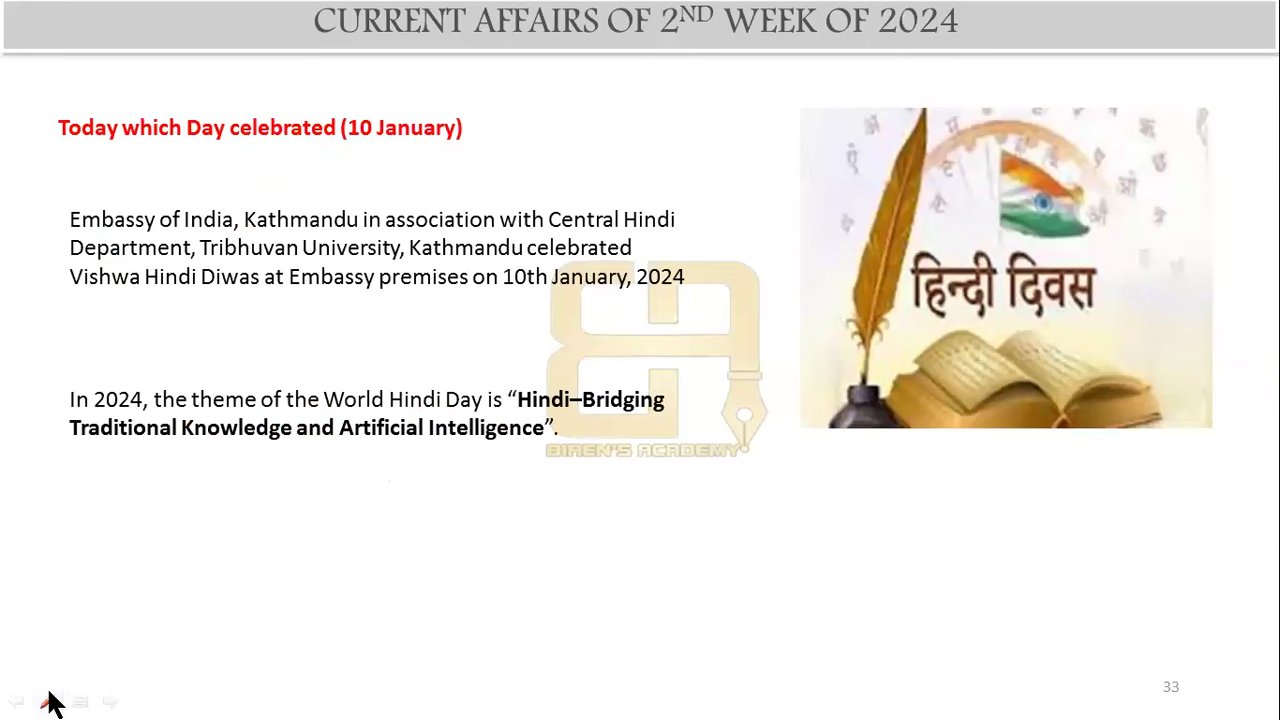 CURRENT AFFAIRS OF 2ND WEEK OF 2024
Today which Day celebrated (10 January)
Embassy of India, Kathmandu in association with Central Hindi
Department, Tribhuvan University, Kathmandu celebrated
Vishwa Hindi Diwas at Embassy premises on 10th January, 2024
In 2024, the theme of the World Hindi Day is “Hindi–Bridging
Traditional Knowledge and Artificial Intelligence”.
हिन्दी दिवस
BIREN'S ACADEMY
33